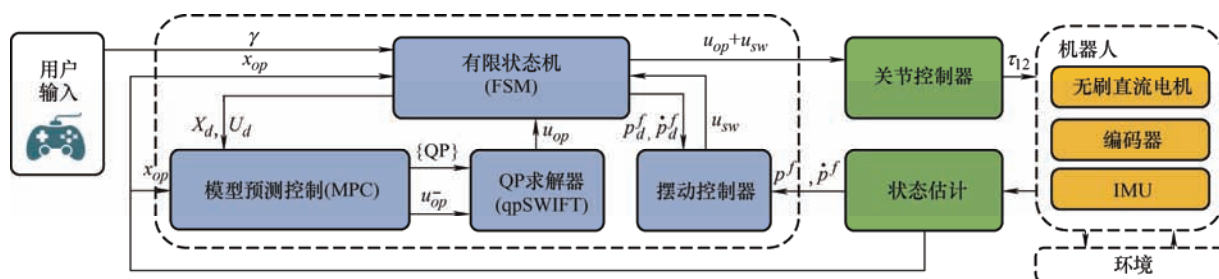 用户
输入
γ
x_op
有限状态机
(FSM)
u_op+u_sw
关节控制器
τ_12
机器人
无刷直流电机
编码器
IMU
X_d, U_d
u_op
p_d^f, ṗ_d^f
u_sw
x_op
模型预测控制(MPC)
{QP}
u_op^-
QP求解器
(qpSWIFT)
摆动控制器
p^f, ṗ^f
状态估计
环境